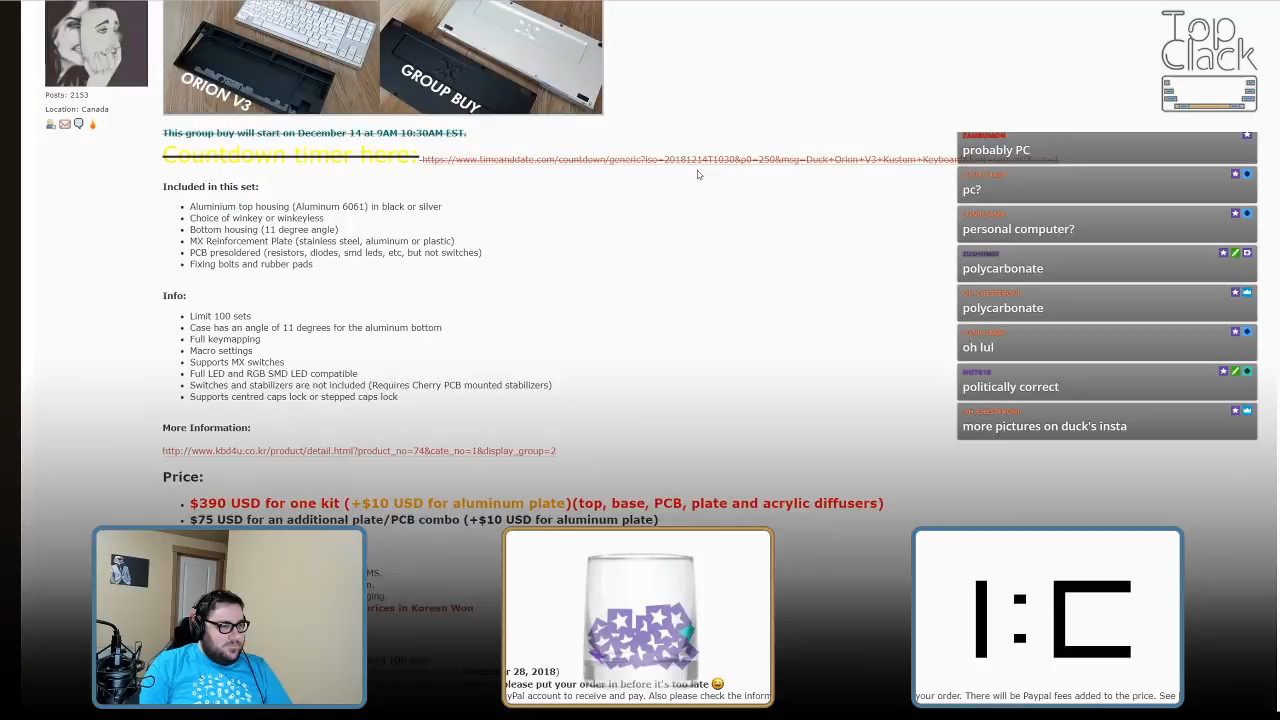 ORION V3
GROUP BUY
Top
Clack
Posts: 2153
Location: Canada
This group buy will start on December 14 at 9AM 10:30AM EST.
Countdown timer here: https://www.timeanddate.com/countdown/generic?iso=20181214T1030&p0=250&msg=Duck+Orion+V3+Kustom+Keyboard
Included in this set:
Aluminium top housing (Aluminum 6061) in black or silver
Choice of winkey or winkeyless
Bottom housing (11 degree angle)
MX Reinforcement Plate (stainless steel, aluminum or plastic)
PCB presoldered (resistors, diodes, smd leds, etc, but not switches)
Fixing bolts and rubber pads
Info:
Limit 100 sets
Case has an angle of 11 degrees for the aluminum bottom
Full keymapping
Macro settings
Supports MX switches
Full LED and RGB SMD LED compatible
Switches and stabilizers are not included (Requires Cherry PCB mounted stabilizers)
Supports centred caps lock or stepped caps lock
More Information:
http://www.kbd4u.co.kr/product/detail.html?product_no=74&cate_no=1&display_group=2
Price:
$390 USD for one kit (+$10 USD for aluminum plate)(top, base, PCB, plate and acrylic diffusers)
$75 USD for an additional plate/PCB combo (+$10 USD for aluminum plate)
MS.
n.
ging.
prices in Korean Won
r 28, 2018)
please put your order in before it's too late
yPal account to receive and pay. Also please check the inform
your order. There will be Paypal fees added to the price. See
probably PC
pc?
personal computer?
polycarbonate
OH_CHESTERONI
polycarbonate
oh lul
politically correct
OH_CHESTERONI
more pictures on duck's insta